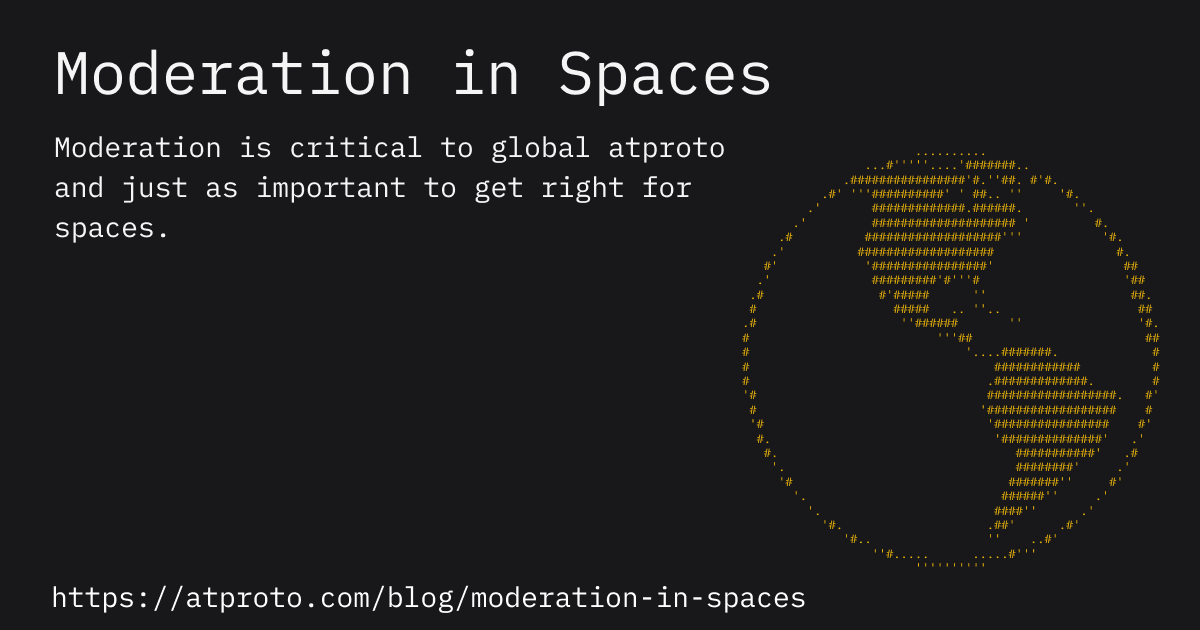 Moderation in Spaces
Moderation is critical to global atproto
and just as important to get right for
spaces.
https://atproto.com/blog/moderation-in-spaces